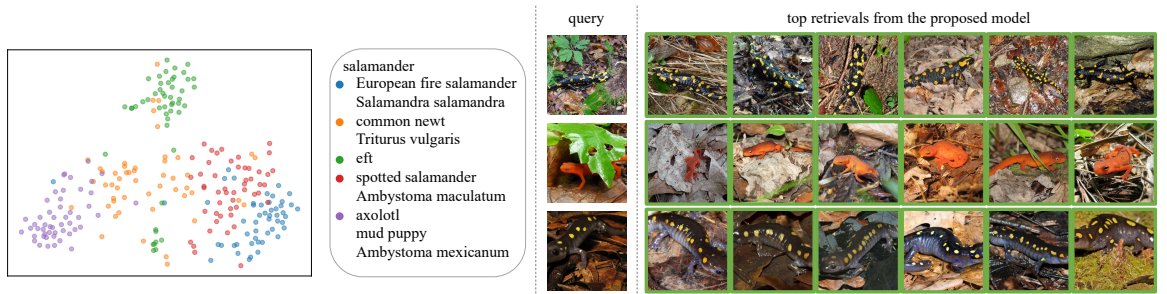 salamander
European fire salamander
Salamandra salamandra
common newt
Triturus vulgaris
eft
spotted salamander
Ambystoma maculatum
axolotl
mud puppy
Ambystoma mexicanum
query
top retrievals from the proposed model